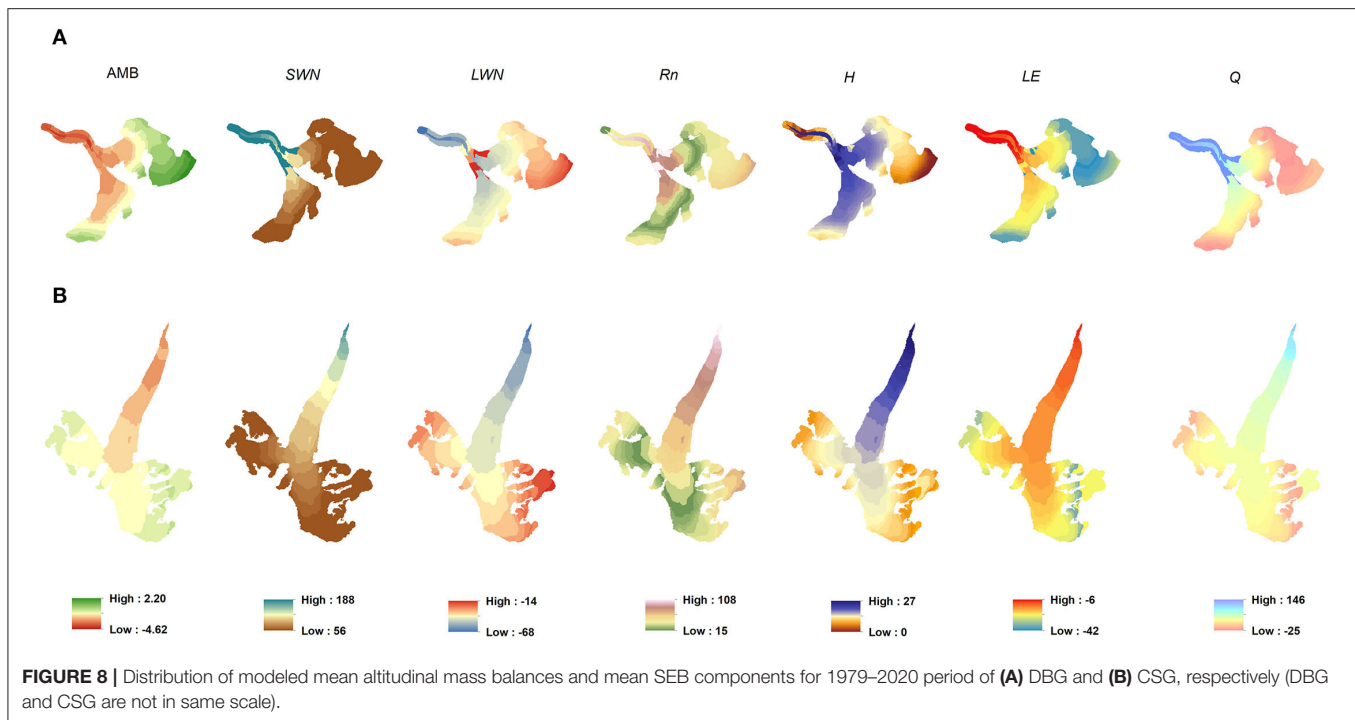 A
AMB SWN LWN Rn H LE Q
B
High : 2.20 High : 188 High : -14 High : 108 High : 27 High : -6 High : 146
Low : -4.62 Low : 56 Low : -68 Low : 15 Low : 0 Low : -42 Low : -25
FIGURE 8 | Distribution of modeled mean altitudinal mass balances and mean SEB components for 1979–2020 period of (A) DBG and (B) CSG, respectively (DBG
and CSG are not in same scale).